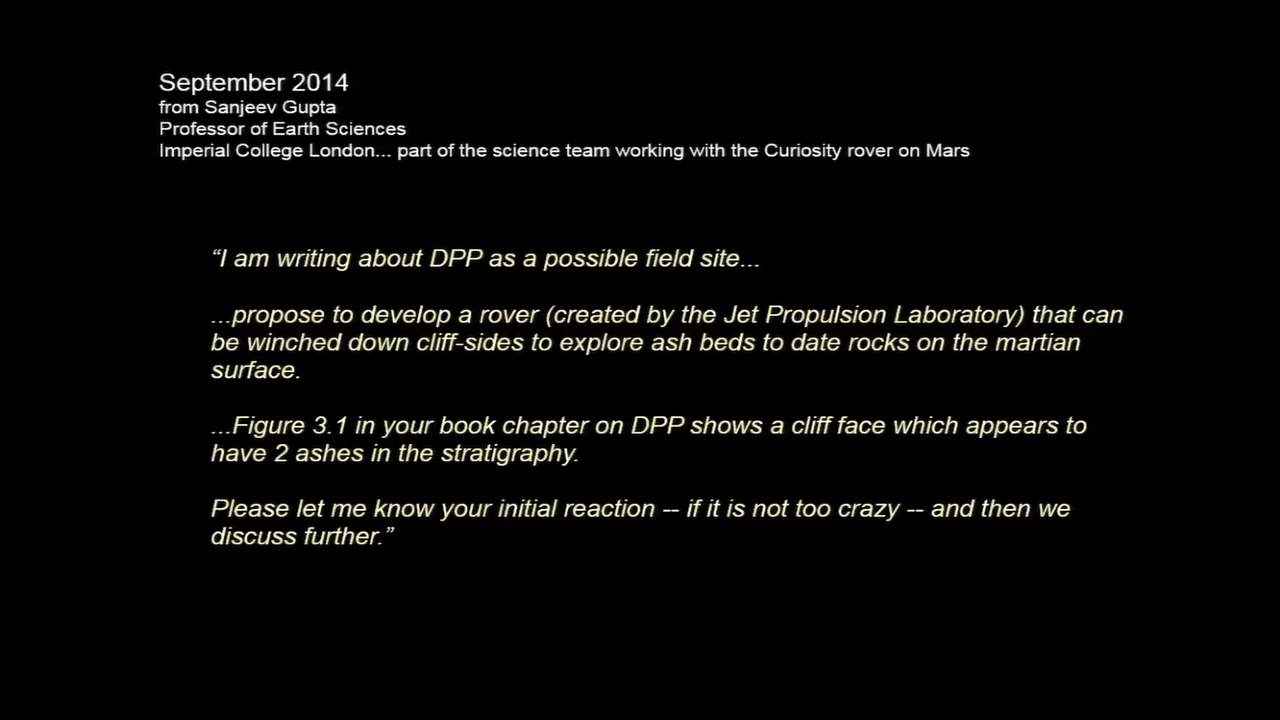 September 2014
from Sanjeev Gupta
Professor of Earth Sciences
Imperial College London... part of the science team working with the Curiosity rover on Mars
“I am writing about DPP as a possible field site...
...propose to develop a rover (created by the Jet Propulsion Laboratory) that can
be winched down cliff-sides to explore ash beds to date rocks on the martian
surface.
...Figure 3.1 in your book chapter on DPP shows a cliff face which appears to
have 2 ashes in the stratigraphy.
Please let me know your initial reaction -- if it is not too crazy -- and then we
discuss further.”